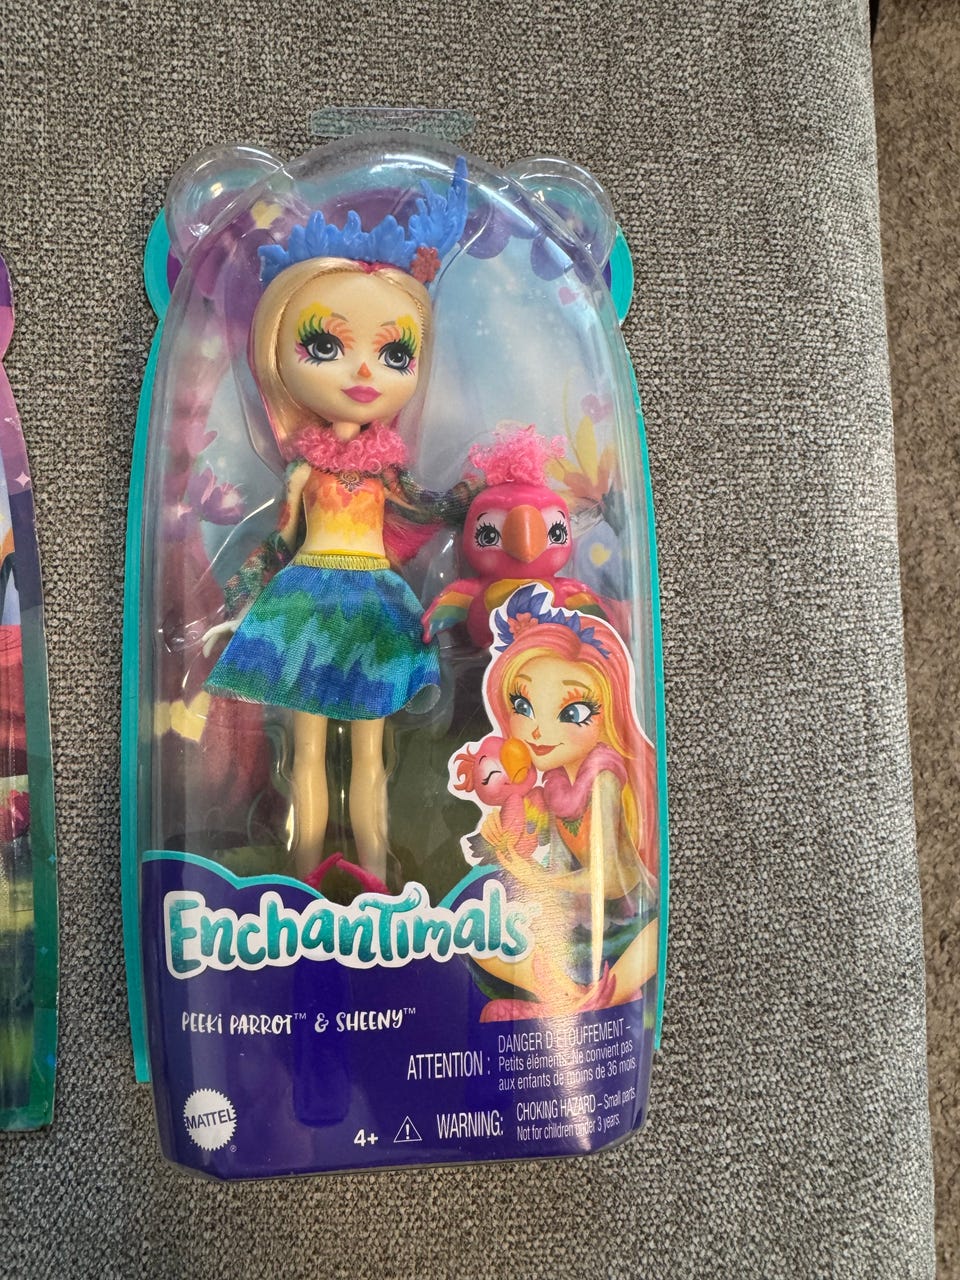 Enchantimals
PEEKI PARROT™ & SHEENY™
ATTENTION :
DANGER D'ÉTOUFFEMENT –
Petits éléments. Ne convient pas
aux enfants de moins de 36 mois.
MATTEL
®
4+
WARNING:
CHOKING HAZARD – Small parts.
Not for children under 3 years.